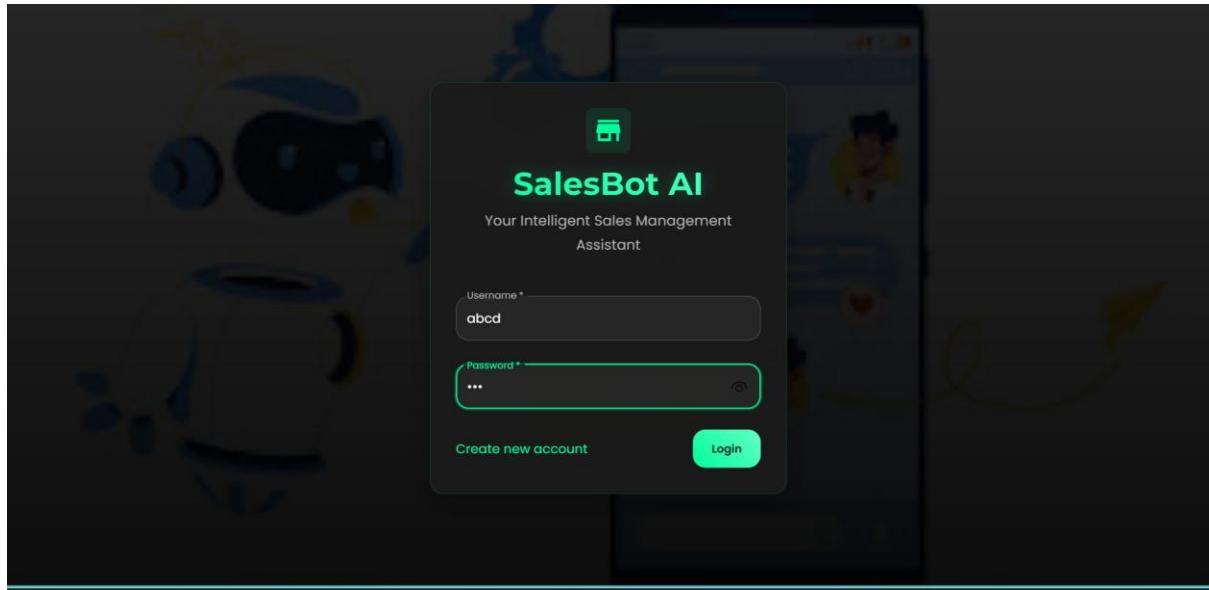 SalesBot AI
Your Intelligent Sales Management
Assistant
Username *
abcd
Password *
•••
Create new account
Login